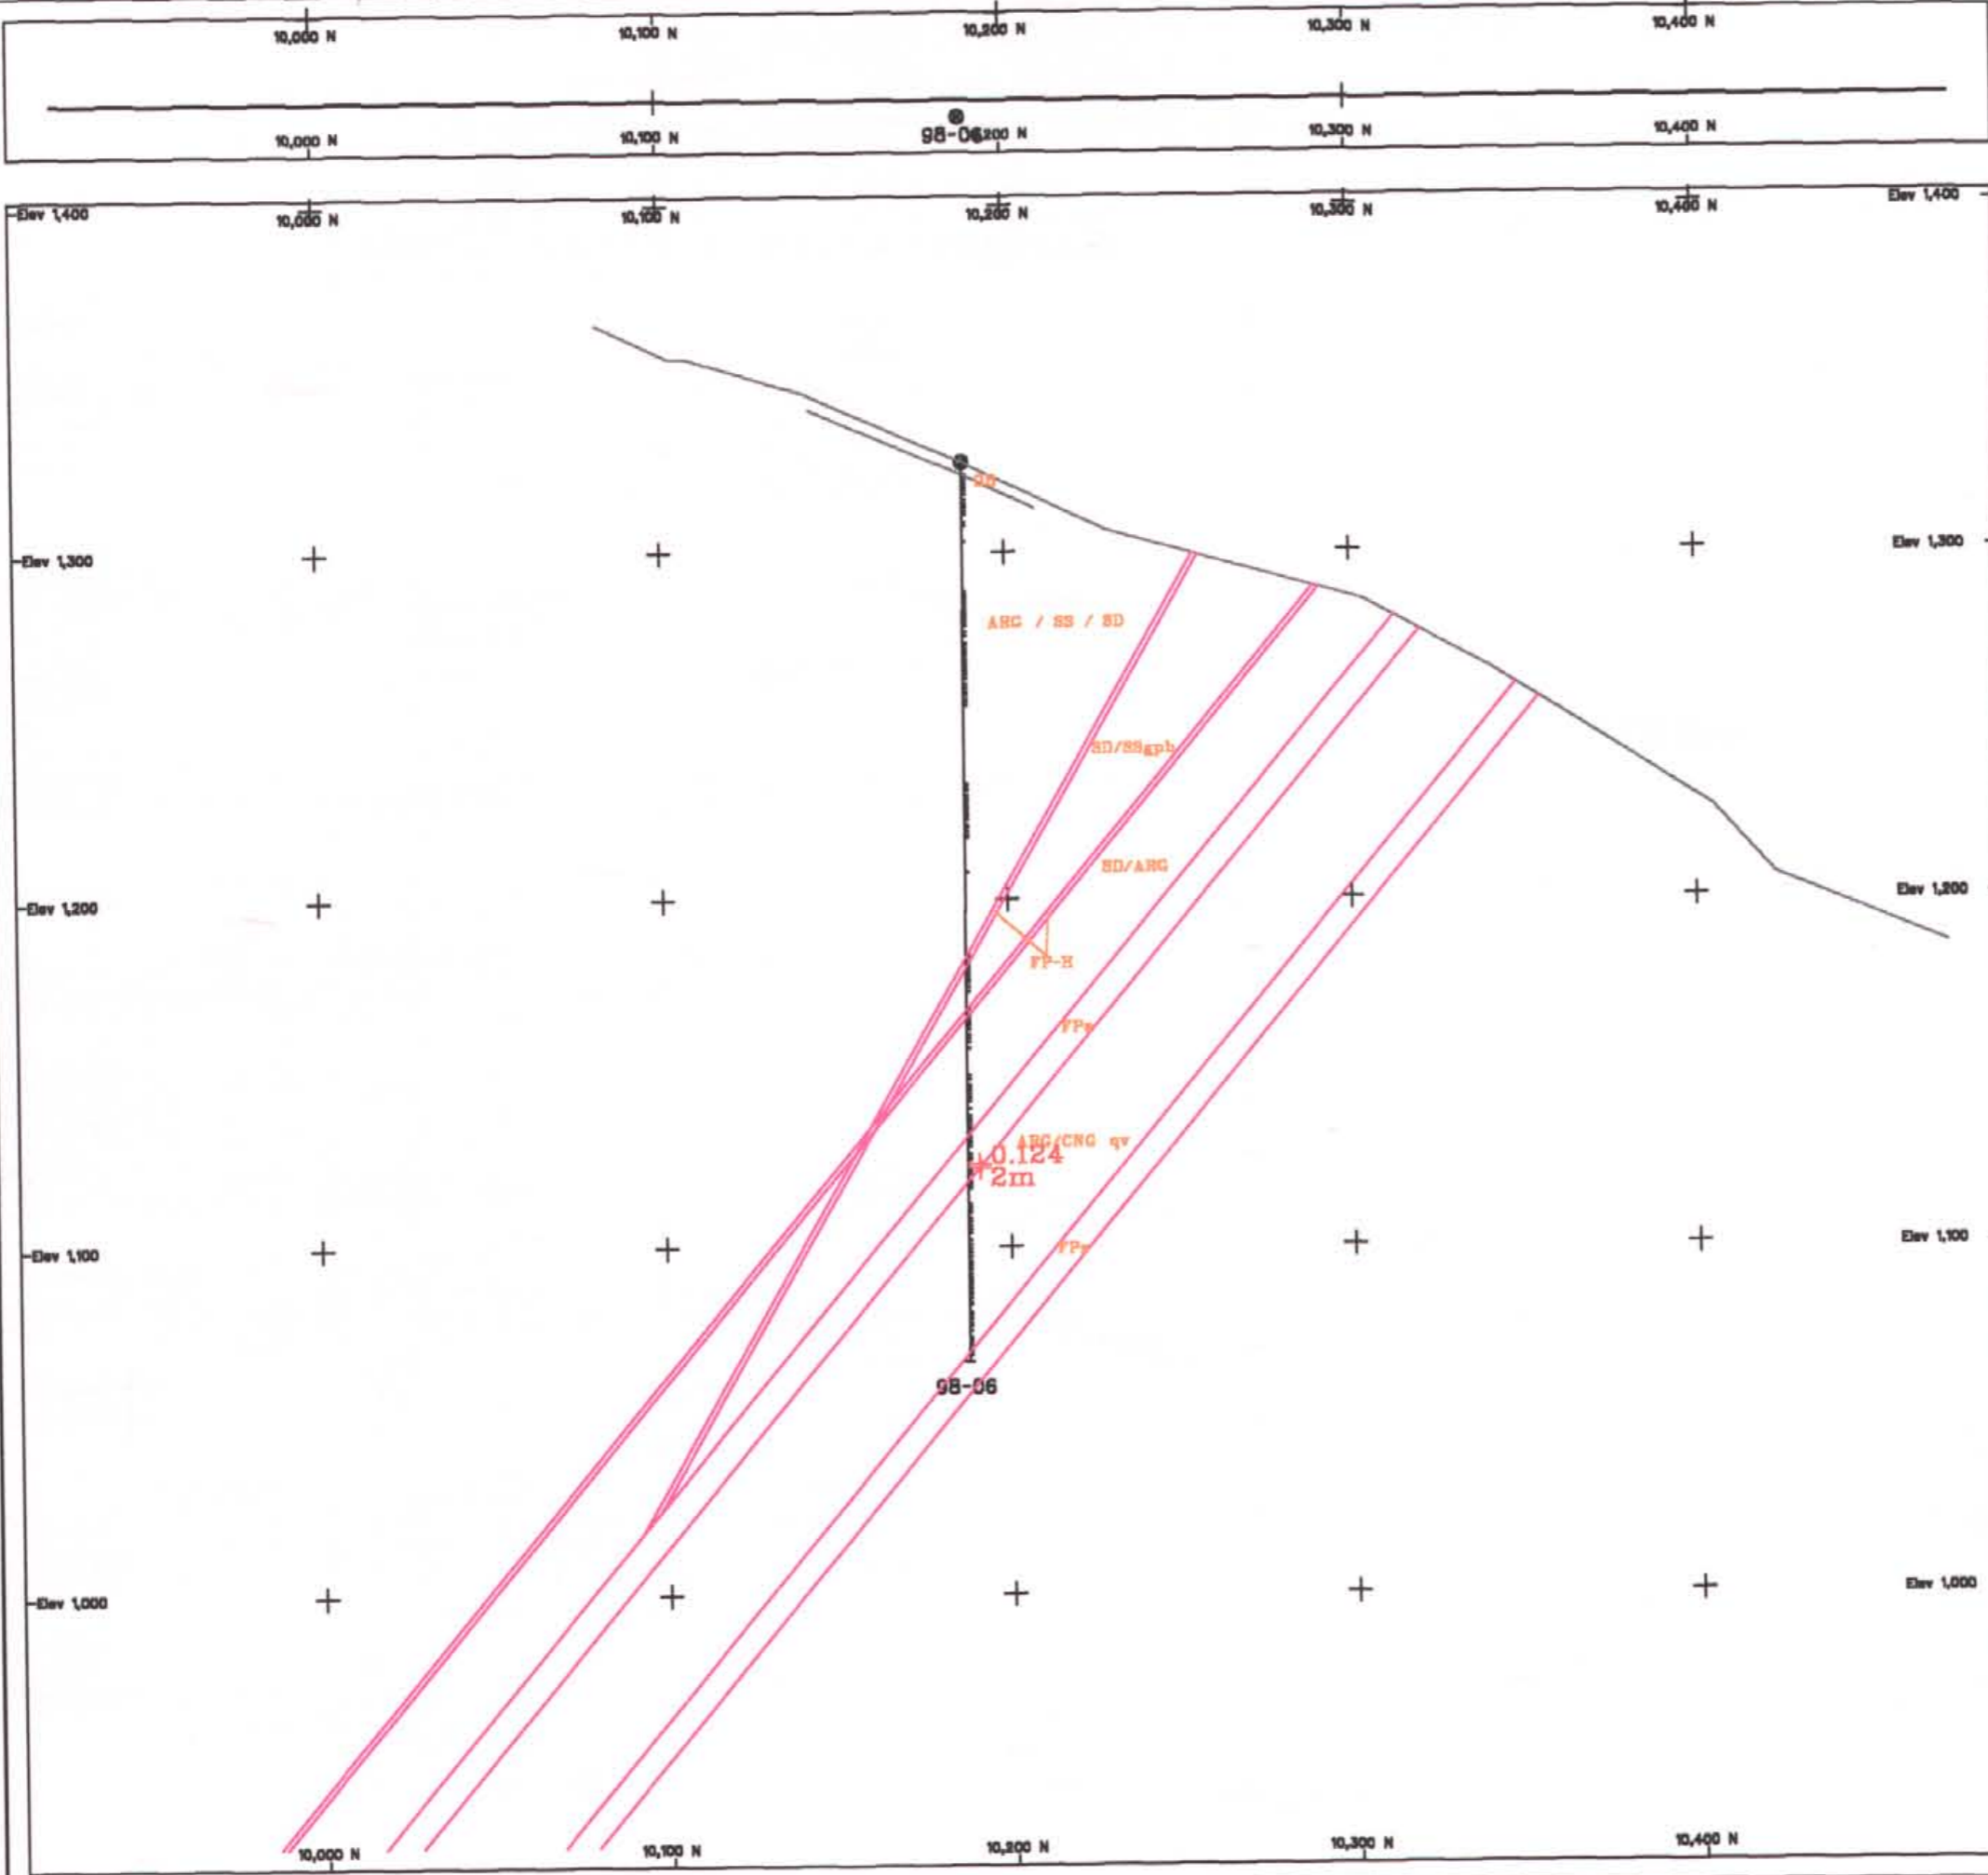 10,000 N 10,100 N 10,200 N 10,300 N 10,400 N
10,000 N 10,100 N 98-06 200 N 10,300 N 10,400 N
Elev 1,400 10,000 N 10,100 N 10,200 N 10,300 N 10,400 N Elev 1,400
Elev 1,300 Elev 1,300
ARG / SS / SD
SD/SSgph
SD/ARG
Elev 1,200 Elev 1,200
FP-H
ARG/CNG qv
0.124
2m
Elev 1,100 Elev 1,100
98-06
Elev 1,000 Elev 1,000
10,000 N 10,100 N 10,200 N 10,300 N 10,400 N